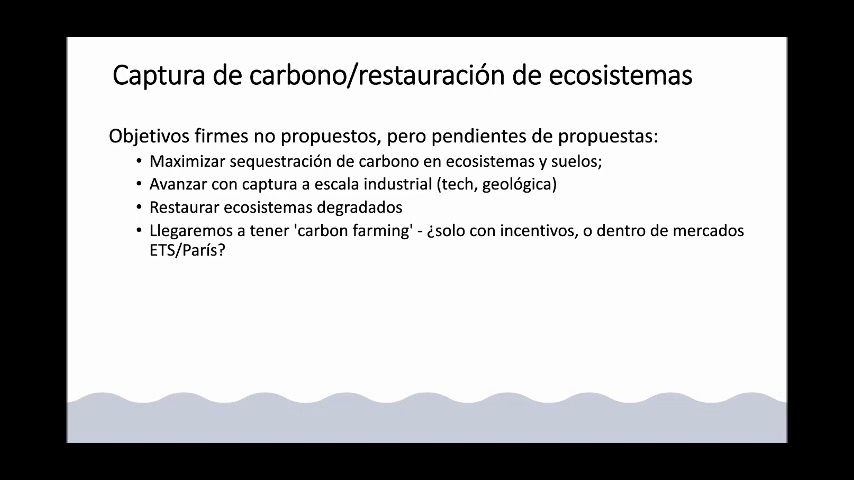 Captura de carbono/restauración de ecosistemas
Objetivos firmes no propuestos, pero pendientes de propuestas:
• Maximizar sequestración de carbono en ecosistemas y suelos;
• Avanzar con captura a escala industrial (tech, geológica)
• Restaurar ecosistemas degradados
• Llegaremos a tener 'carbon farming' - ¿solo con incentivos, o dentro de mercados
ETS/París?